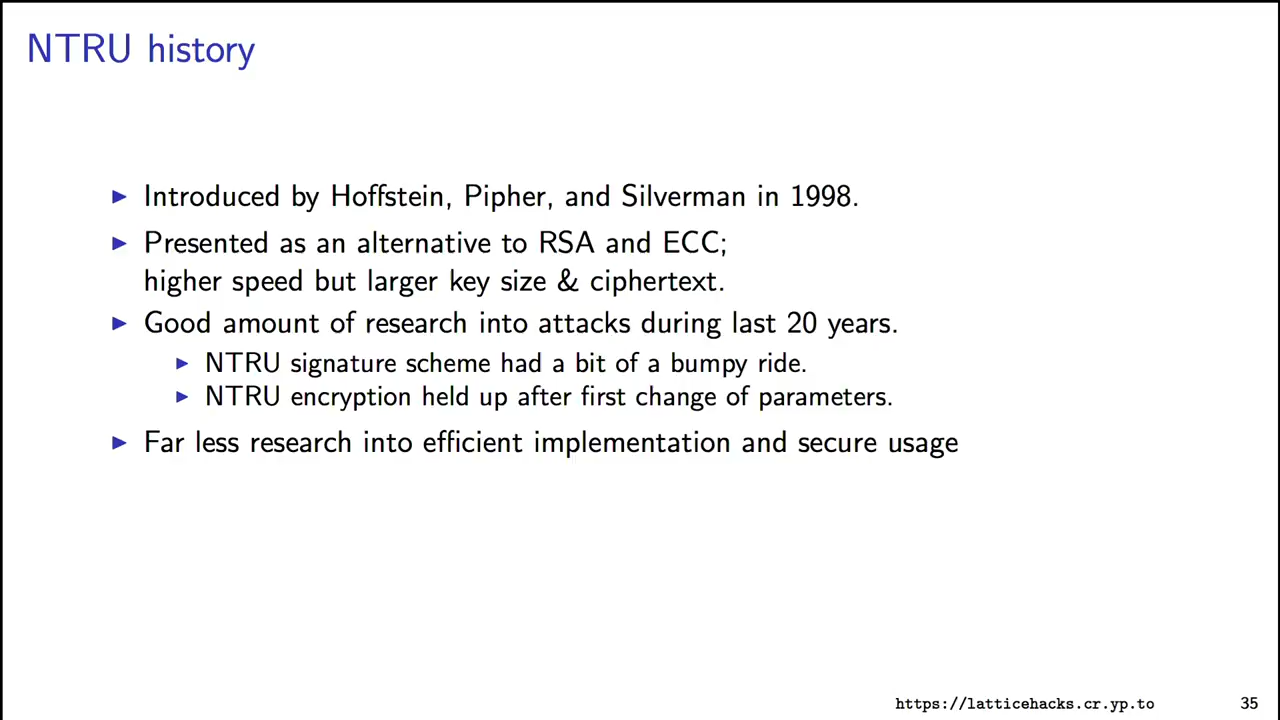 NTRU history
▶ Introduced by Hoffstein, Pipher, and Silverman in 1998.
▶ Presented as an alternative to RSA and ECC;
higher speed but larger key size & ciphertext.
▶ Good amount of research into attacks during last 20 years.
▶ NTRU signature scheme had a bit of a bumpy ride.
▶ NTRU encryption held up after first change of parameters.
▶ Far less research into efficient implementation and secure usage
https://latticehacks.cr.yp.to 35